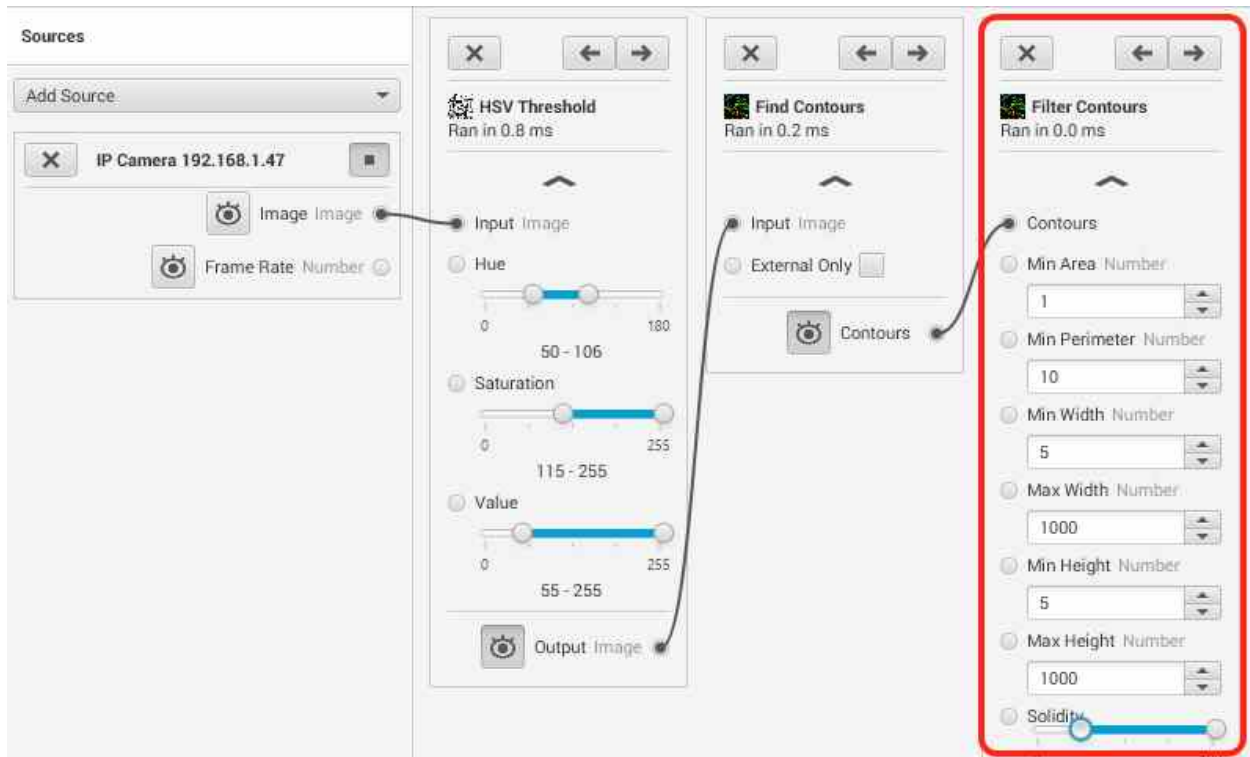 Sources
Add Source
IP Camera 192.168.1.47
Image Image
Frame Rate Number
HSV Threshold
Ran in 0.8 ms
Input Image
Hue
0 180
50 - 106
Saturation
0 255
115 - 255
Value
0 255
55 - 255
Output Image
Find Contours
Ran in 0.2 ms
Input Image
External Only
Contours
Filter Contours
Ran in 0.0 ms
Contours
Min Area Number
1
Min Perimeter Number
10
Min Width Number
5
Max Width Number
1000
Min Height Number
5
Max Height Number
1000
Solidity